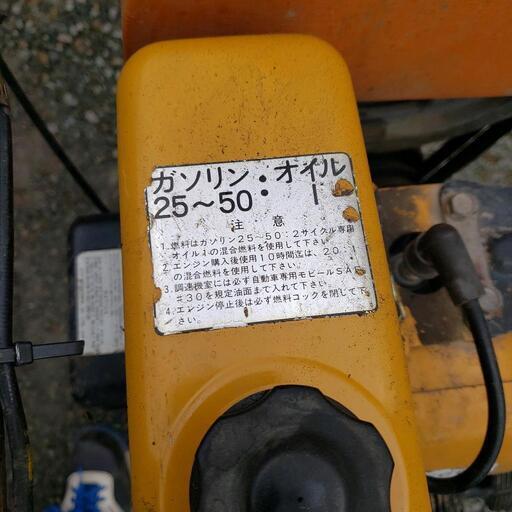 ガソリン:オイル
25~50:1
注意
1.燃料はガソリン25~50:2サイクル専用
オイル1の混合燃料を使用して下さい。
2.エンジン購入後使用10時間迄は、20:1
の混合燃料を使用して下さい。
3.調速機室には必ず自動車専用モビールSAE
#30を規定油面まで入れて下さい。
4.エンジン停止後は必ず燃料コックを閉して下
さい。